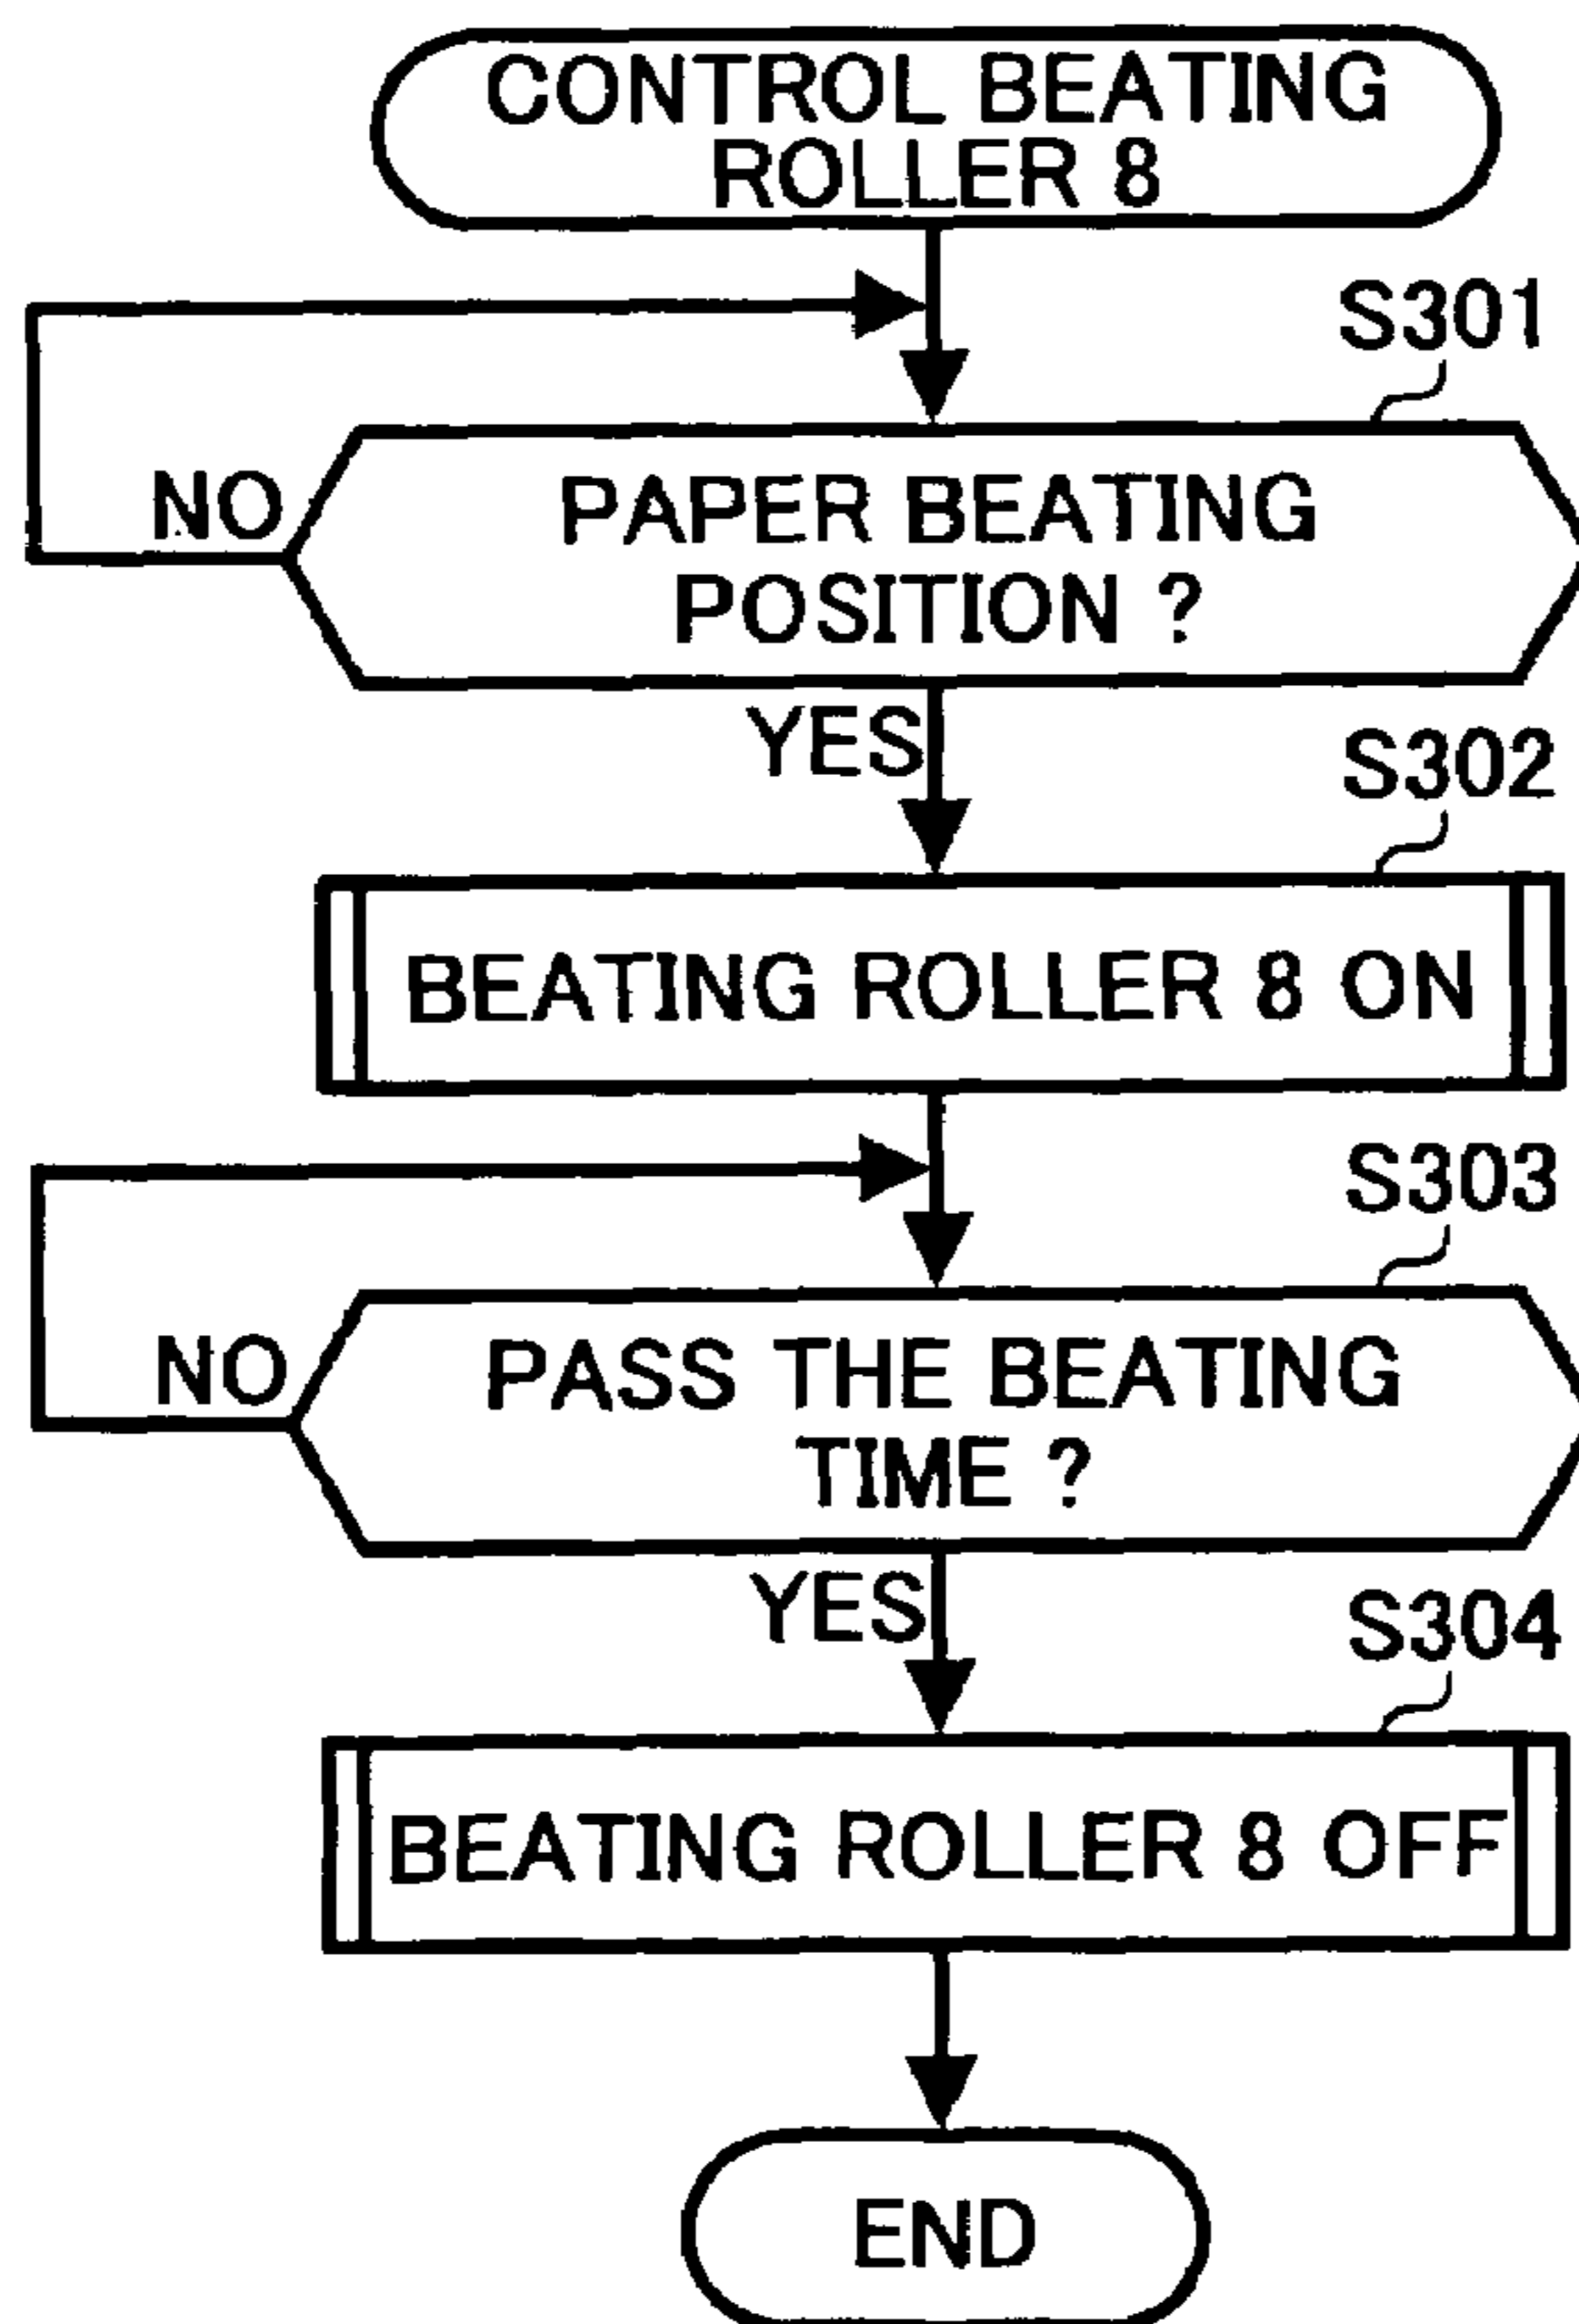 CONTROL BEATING
ROLLER 8
S301
NO
PAPER BEATING
POSITION ?
YES
S302
BEATING ROLLER 8 ON
S303
NO
PASS THE BEATING
TIME ?
YES
S304
BEATING ROLLER 8 OFF
END